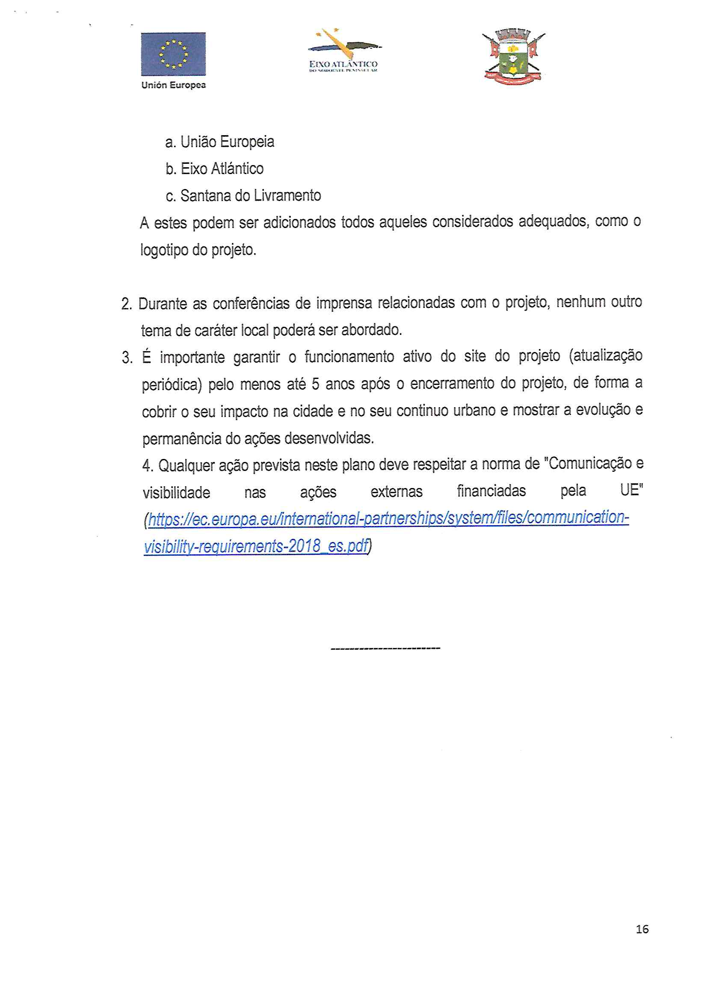 Unión Europea
EIXO ATLÁNTICO
DO NOROESTE PENINSULAR
a. União Europeia
b. Eixo Atlántico
c. Santana do Livramento
A estes podem ser adicionados todos aqueles considerados adequados, como o
logotipo do projeto.
2. Durante as conferências de imprensa relacionadas com o projeto, nenhum outro
tema de caráter local poderá ser abordado.
3. É importante garantir o funcionamento ativo do site do projeto (atualização
periódica) pelo menos até 5 anos após o encerramento do projeto, de forma a
cobrir o seu impacto na cidade e no seu continuo urbano e mostrar a evolução e
permanência do ações desenvolvidas.
4. Qualquer ação prevista neste plano deve respeitar a norma de "Comunicação e
visibilidade nas ações externas financiadas pela UE"
(https://ec.europa.eu/international-partnerships/system/files/communication-
visibility-requirements-2018_es.pdf)
-----------------------
16